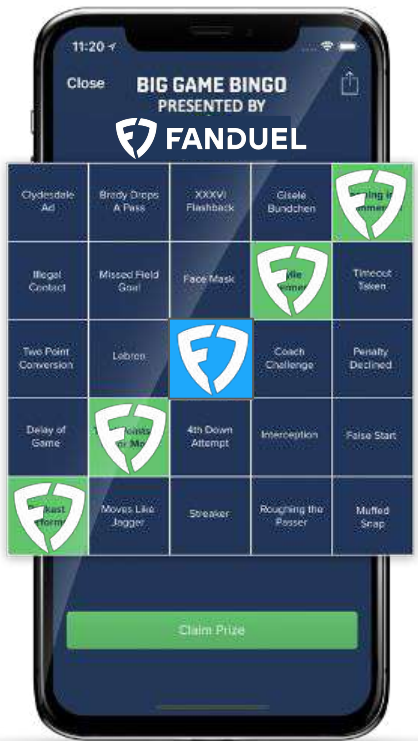 11:20
Close
BIG GAME BINGO
PRESENTED BY
FANDUEL
Clydesdale
Ad
Brady Drops
A Pass
XXXVI
Flashback
Gisele
Bundchen
Illegal
Contact
Missed Field
Goal
Face Mask
Timeout
Taken
Two Point
Conversion
Lebron
Coach
Challenge
Penalty
Declined
Delay of
Game
4th Down
Attempt
Interception
False Start
Moves Like
Jagger
Streaker
Roughing the
Passer
Muffed
Snap
Claim Prize